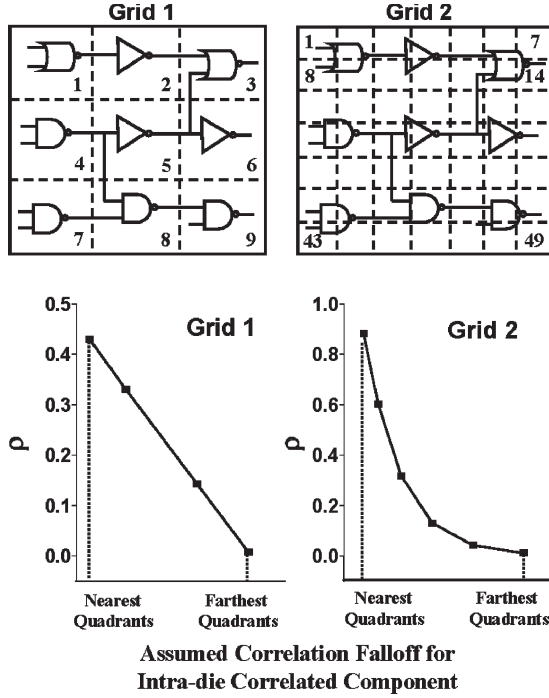 Grid 1
Grid 2
1 2 3
4 5 6
7 8 9
1 7
8 14
43 49
0.5
0.4
0.3
0.2
0.1
0.0
ρ
Grid 1
Nearest Quadrants
Farthest Quadrants
1.0
0.8
0.6
0.4
0.2
0.0
ρ
Grid 2
Nearest Quadrants
Farthest Quadrants
Assumed Correlation Falloff for
Intra-die Correlated Component